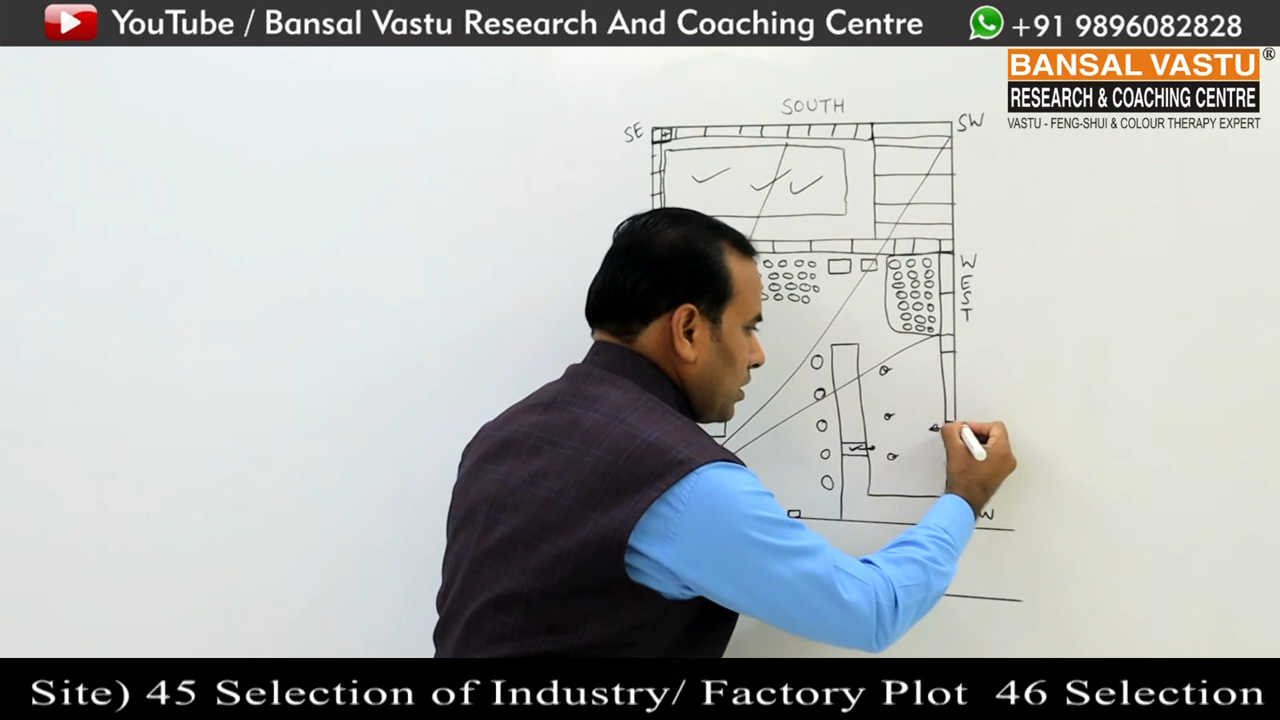 YouTube / Bansal Vastu Research And Coaching Centre
+91 9896082828
BANSAL VASTU®
RESEARCH & COACHING CENTRE
VASTU - FENG-SHUI & COLOUR THERAPY EXPERT
SOUTH
SE
SW
WEST
W
Site) 45 Selection of Industry/ Factory Plot 46 Selection